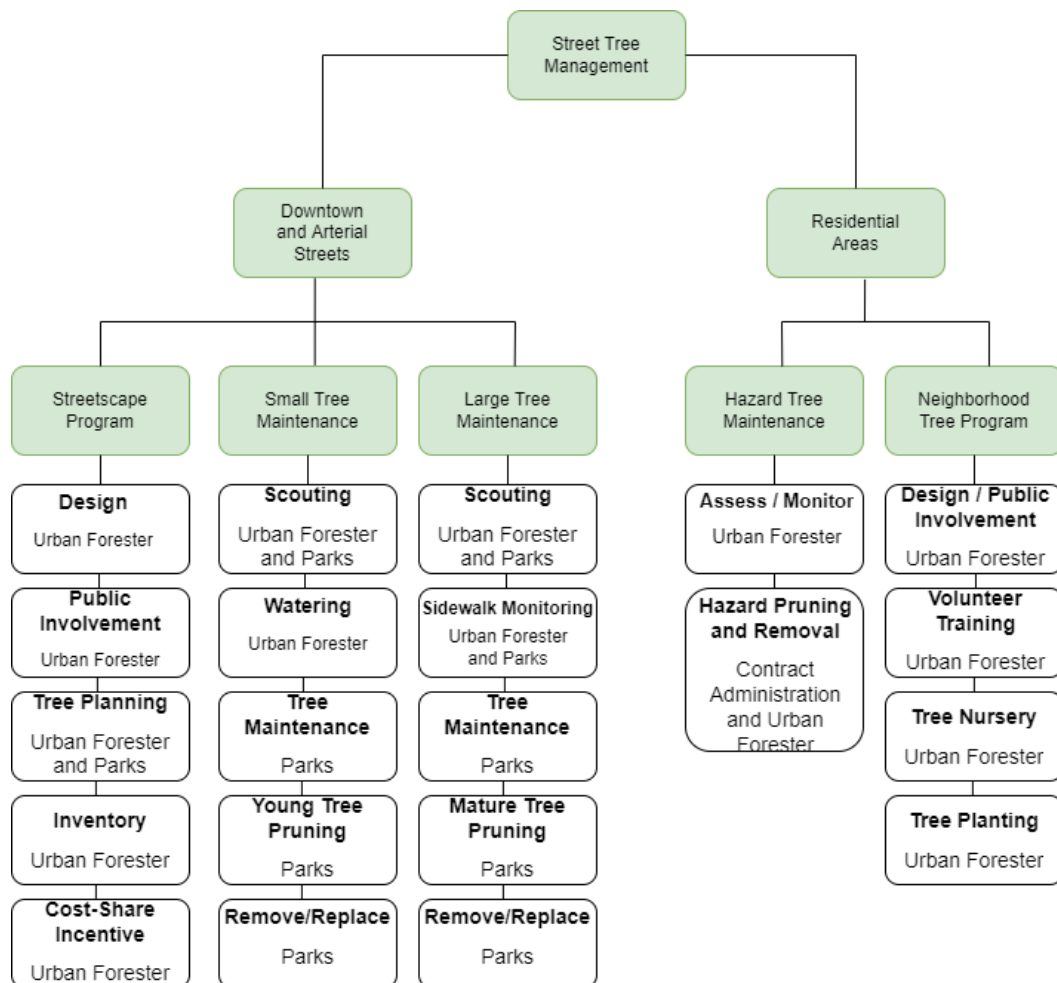 Street Tree
Management
Downtown
and Arterial
Streets
Residential
Areas
Streetscape
Program
Small Tree
Maintenance
Large Tree
Maintenance
Hazard Tree
Maintenance
Neighborhood
Tree Program
Design
Urban Forester
Public
Involvement
Urban Forester
Tree Planning
Urban Forester
and Parks
Inventory
Urban Forester
Cost-Share
Incentive
Urban Forester
Scouting
Urban Forester
and Parks
Watering
Urban Forester
Tree
Maintenance
Parks
Young Tree
Pruning
Parks
Remove/Replace
Parks
Scouting
Urban Forester
and Parks
Sidewalk Monitoring
Urban Forester
and Parks
Tree
Maintenance
Parks
Mature Tree
Pruning
Parks
Remove/Replace
Parks
Assess / Monitor
Urban Forester
Hazard Pruning
and Removal
Contract
Administration
and Urban
Forester
Design / Public
Involvement
Urban Forester
Volunteer
Training
Urban Forester
Tree Nursery
Urban Forester
Tree Planting
Urban Forester